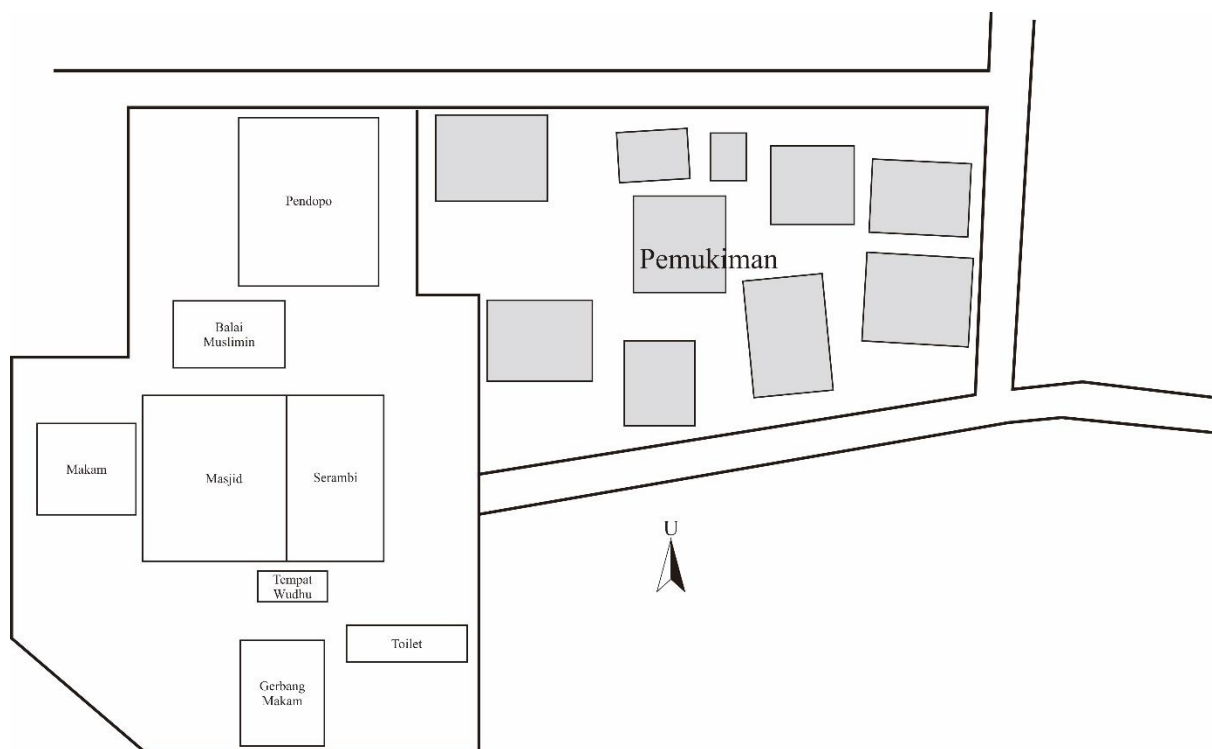 Pendopo
Pemukiman
Balai
Muslimin
Makam
Masjid
Serambi
U
Tempat
Wudhu
Toilet
Gerbang
Makam